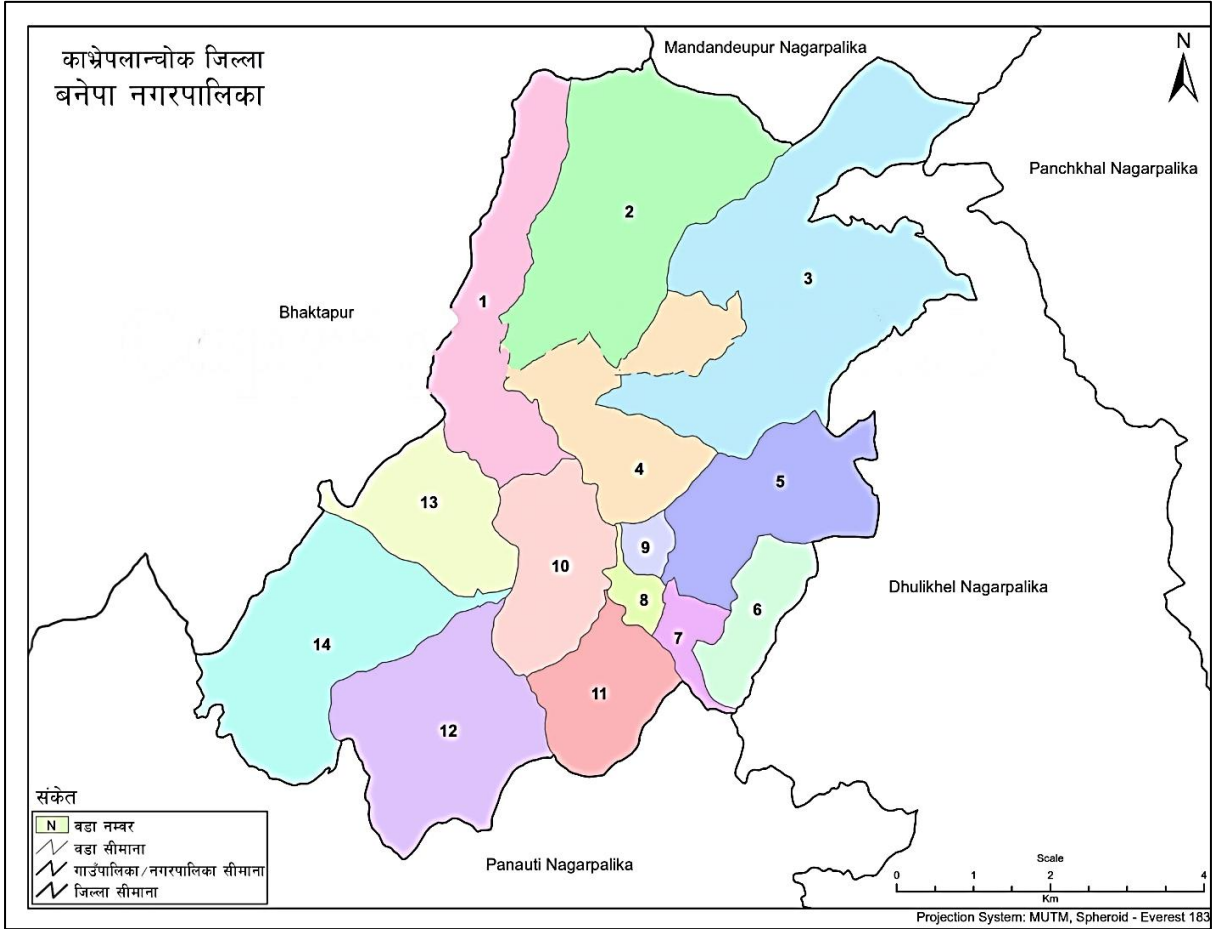 काभ्रेपलान्चोक जिल्ला
बनेपा नगरपालिका
Mandandeupur Nagarpalika
N
Panchkhal Nagarpalika
2
3
1
Bhaktapur
4
5
13
9
10
Dhulikhel Nagarpalika
8
6
7
14
11
12
संकेत
N वडा नम्बर
वडा सीमाना
गाउँपालिका/नगरपालिका सीमाना
जिल्ला सीमाना
Panauti Nagarpalika
Scale
0 2 4
Km
Projection System: MUTM, Spheroid - Everest 183